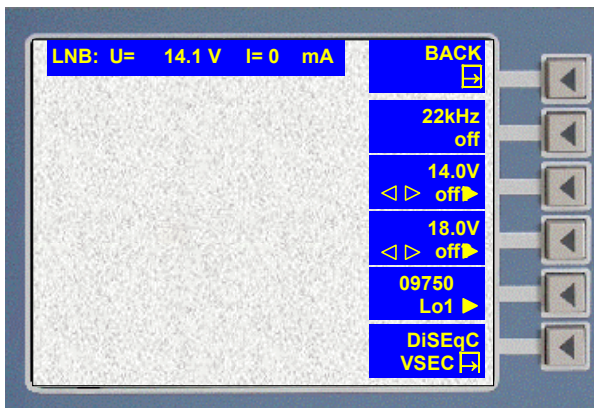 LNB: U= 14.1 V I= 0 mA
BACK
22kHz
off
14.0V
off
18.0V
off
09750
Lo1
DiSEqC
VSEC